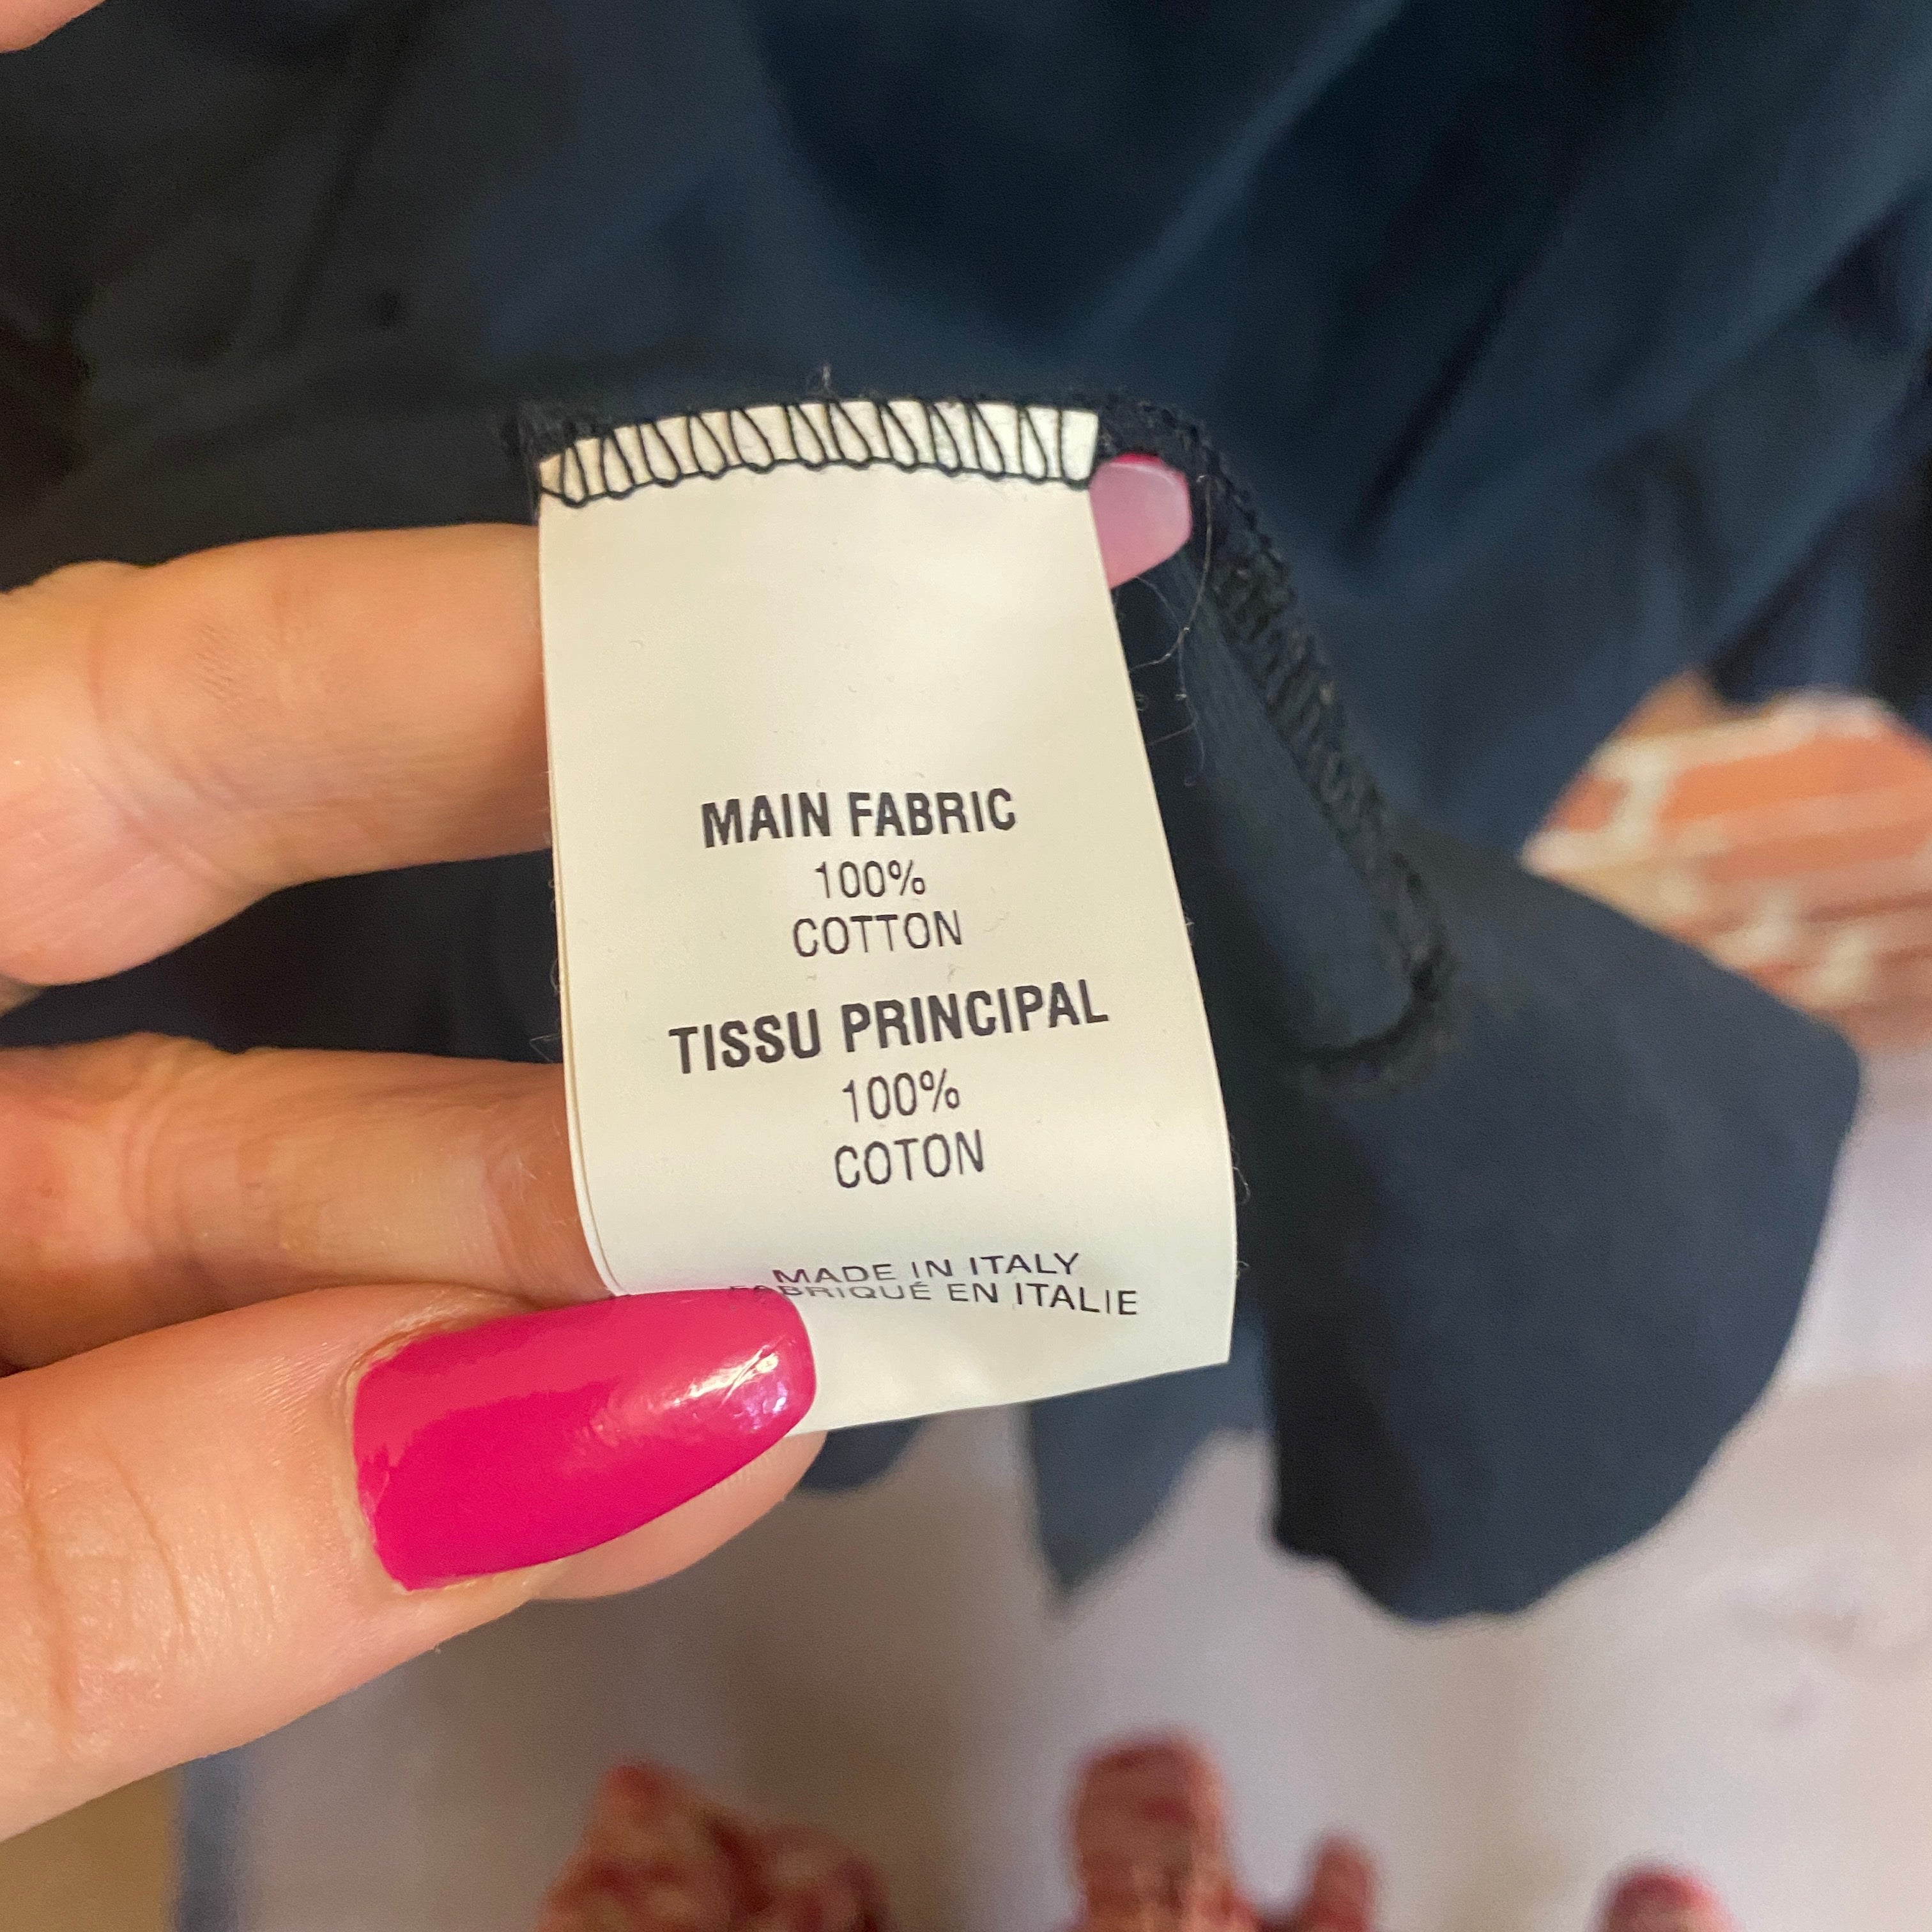 MAIN FABRIC
100%
COTTON
TISSU PRINCIPAL
100%
COTON
MADE IN ITALY
FABRIQUÉ EN ITALIE